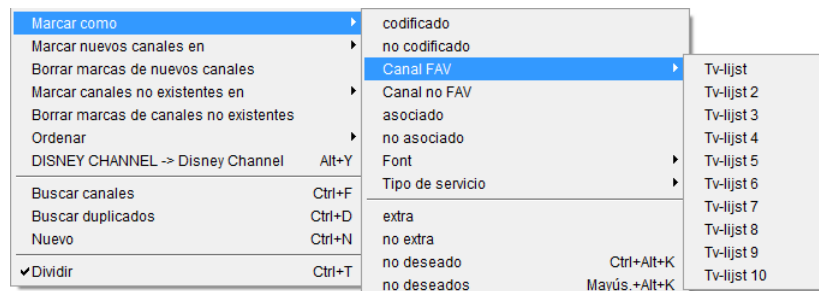 Marcar como
Marcar nuevos canales en
Borrar marcas de nuevos canales
Marcar canales no existentes en
Borrar marcas de canales no existentes
Ordenar
DISNEY CHANNEL -> Disney Channel Alt+Y
Buscar canales Ctrl+F
Buscar duplicados Ctrl+D
Nuevo Ctrl+N
Dividir Ctrl+T
codificado
no codificado
Canal FAV
Canal no FAV
asociado
no asociado
Font
Tipo de servicio
extra
no extra
no deseado Ctrl+Alt+K
no deseados Mayús.+Alt+K
Tv-lijst
Tv-lijst 2
Tv-lijst 3
Tv-lijst 4
Tv-lijst 5
Tv-lijst 6
Tv-lijst 7
Tv-lijst 8
Tv-lijst 9
Tv-lijst 10